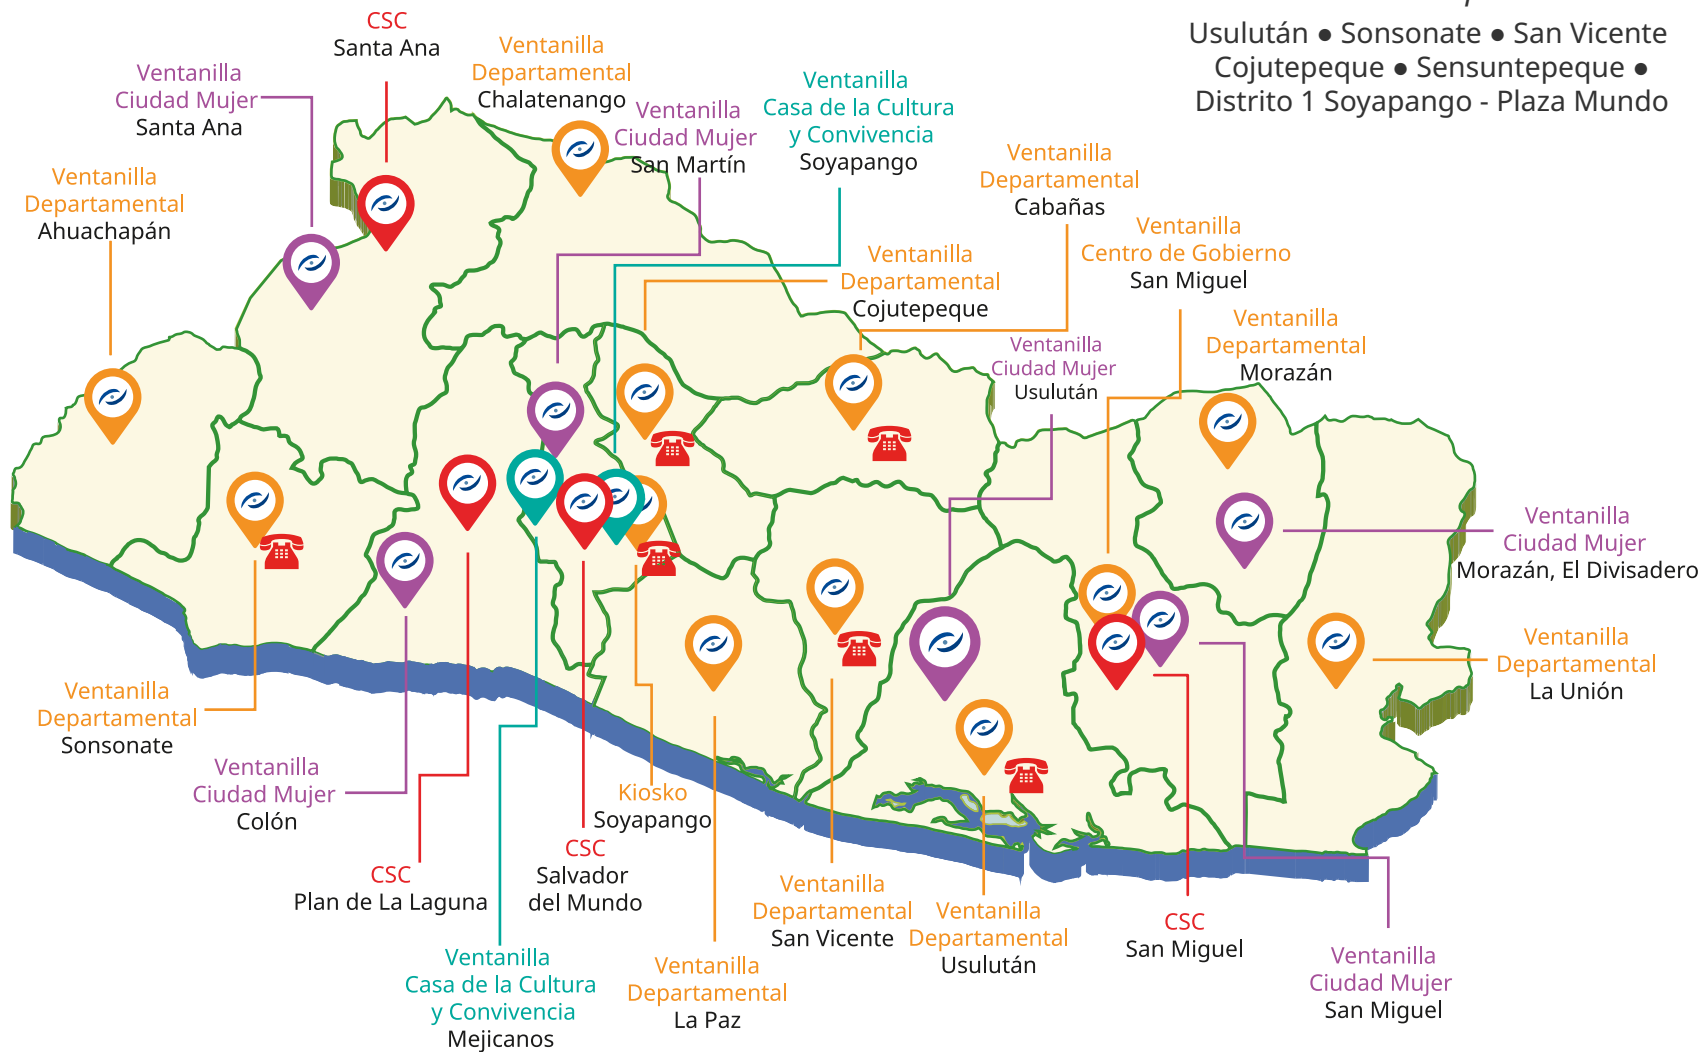 Usulután ● Sonsonate ● San Vicente
Cojutepeque ● Sensuntepeque ●
Distrito 1 Soyapango - Plaza Mundo
CSC
Santa Ana
Ventanilla
Departamental
Chalatenango
Ventanilla
Ciudad Mujer
Santa Ana
Ventanilla
Ciudad Mujer
San Martín
Ventanilla
Casa de la Cultura
y Convivencia
Soyapango
Ventanilla
Departamental
Cabañas
Ventanilla
Departamental
Ahuachapán
Ventanilla
Centro de Gobierno
San Miguel
Ventanilla
Departamental
Cojutepeque
Ventanilla
Departamental
Morazán
Ventanilla
Ciudad Mujer
Usulután
Ventanilla
Ciudad Mujer
Morazán, El Divisadero
Ventanilla
Departamental
La Unión
Ventanilla
Departamental
Sonsonate
Ventanilla
Ciudad Mujer
Colón
Kiosko
Soyapango
CSC
Salvador
del Mundo
CSC
Plan de La Laguna
Ventanilla
Departamental
San Vicente
Ventanilla
Departamental
Usulután
CSC
San Miguel
Ventanilla
Casa de la Cultura
y Convivencia
Mejicanos
Ventanilla
Departamental
La Paz
Ventanilla
Ciudad Mujer
San Miguel